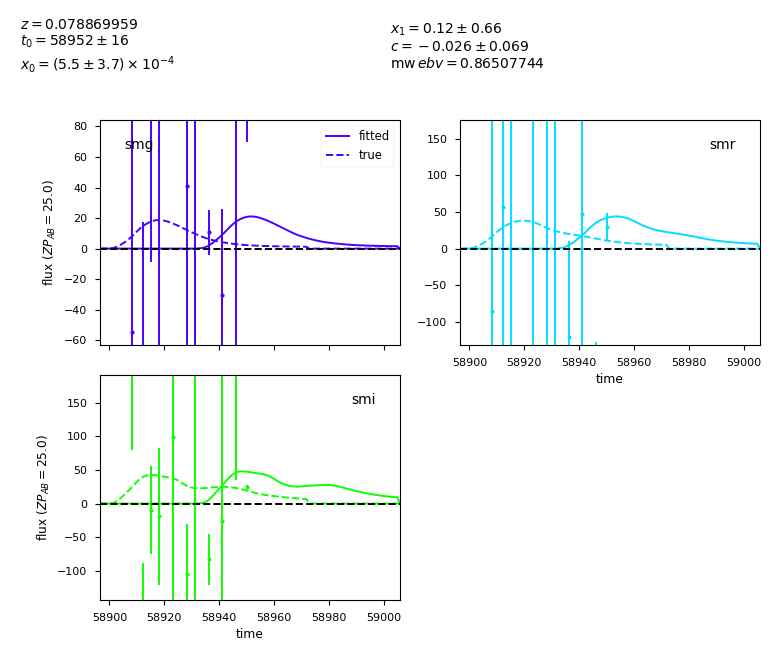 z = 0.078869959
t₀ = 58952 ± 16
x₀ = (5.5 ± 3.7) × 10⁻⁴
x₁ = 0.12 ± 0.66
c = −0.026 ± 0.069
mw ebv = 0.86507744
smg
fitted
true
80
60
40
20
0
−20
−40
−60
flux (ZP_AB = 25.0)
smr
150
100
50
0
−50
−100
58900 58920 58940 58960 58980 59000
time
smi
150
100
50
0
−50
−100
flux (ZP_AB = 25.0)
58900 58920 58940 58960 58980 59000
time